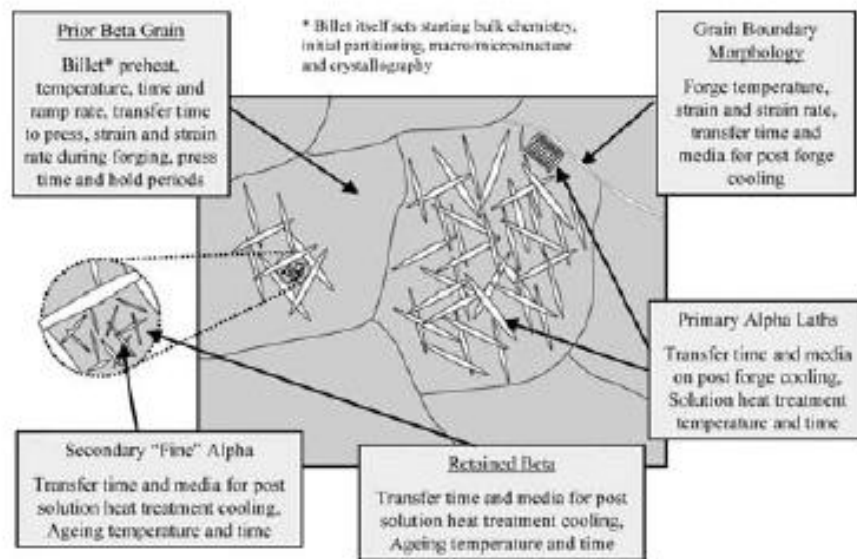 Prior Beta Grain
Billet* preheat,
temperature, time and
ramp rate, transfer time
to press, strain and strain
rate during forging, press
time and hold periods
* Billet itself sets starting bulk chemistry,
initial partitioning, macro/microstructure
and crystallography
Grain Boundary
Morphology
Forge temperature,
strain and strain rate,
transfer time and
media for post forge
cooling
Primary Alpha Laths
Transfer time and media
on post forge cooling,
Solution heat treatment
temperature and time
Secondary "Fine" Alpha
Transfer time and media for post
solution heat treatment cooling,
Ageing temperature and time
Retained Beta
Transfer time and media for post
solution heat treatment cooling,
Ageing temperature and time